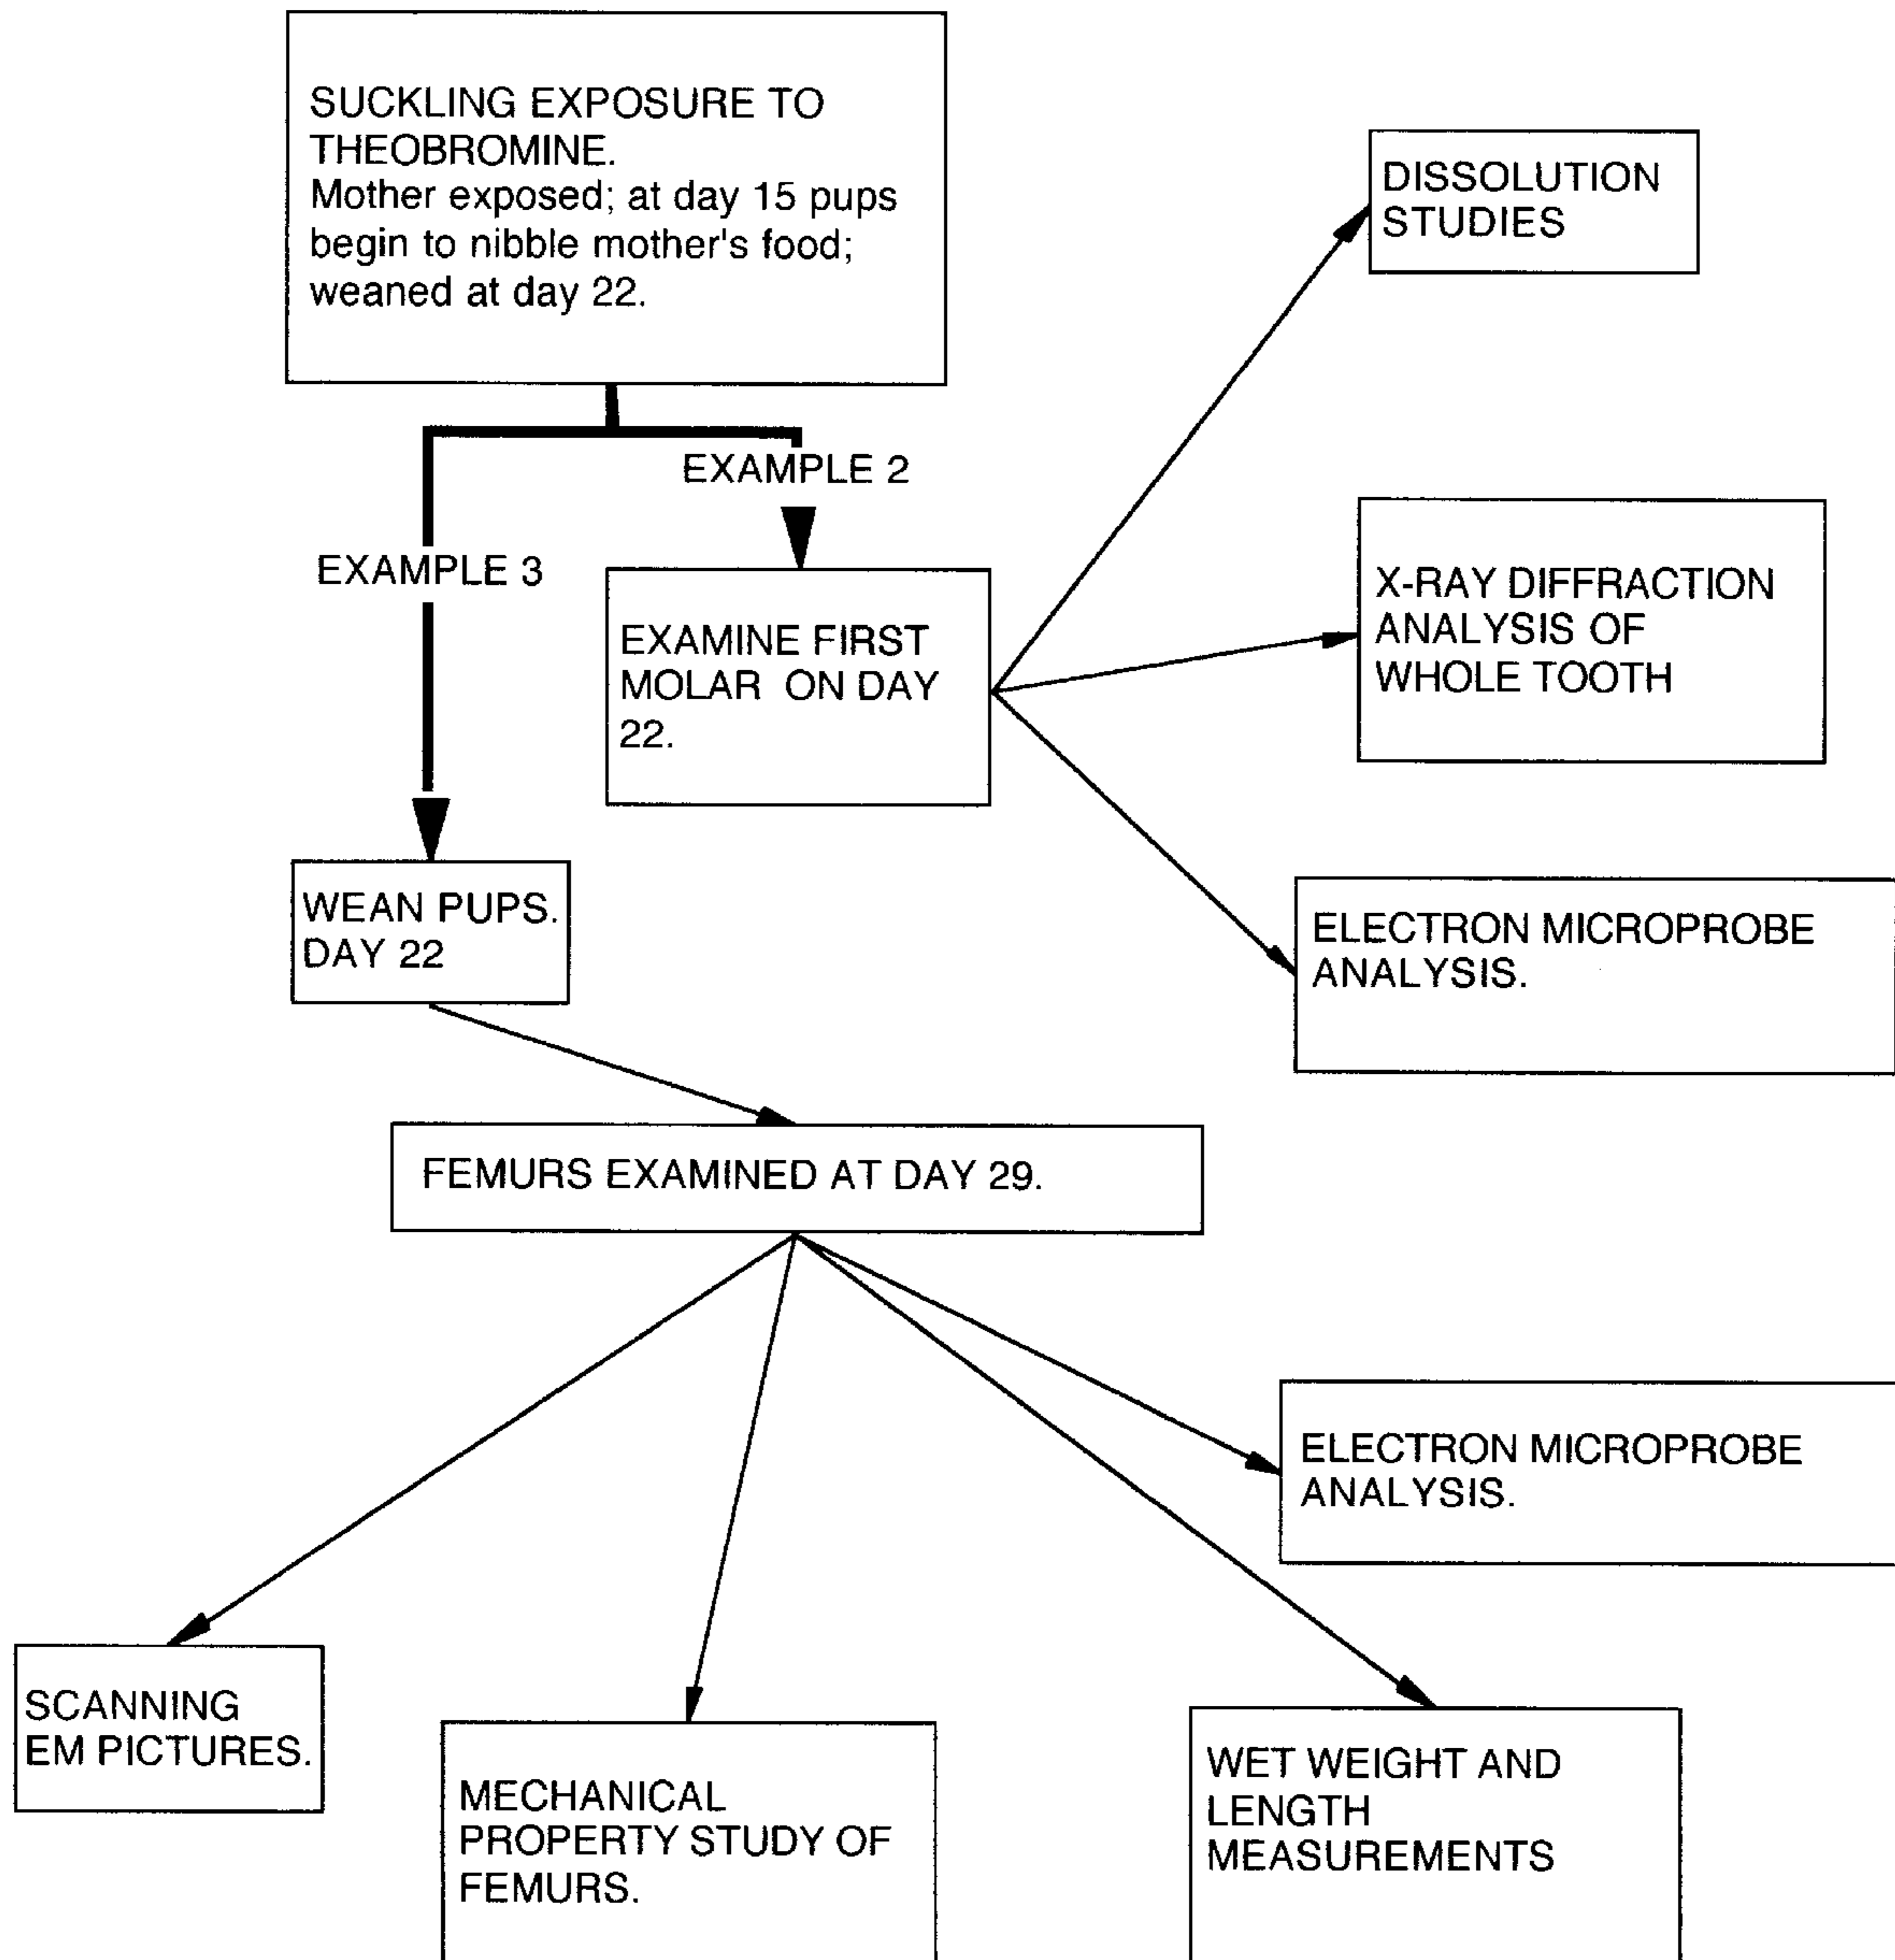 SUCKLING EXPOSURE TO
THEOBROMINE.
Mother exposed; at day 15 pups
begin to nibble mother's food;
weaned at day 22.
DISSOLUTION
STUDIES
EXAMPLE 2
EXAMPLE 3
X-RAY DIFFRACTION
ANALYSIS OF
WHOLE TOOTH
EXAMINE FIRST
MOLAR ON DAY
22.
WEAN PUPS.
DAY 22
ELECTRON MICROPROBE
ANALYSIS.
FEMURS EXAMINED AT DAY 29.
ELECTRON MICROPROBE
ANALYSIS.
SCANNING
EM PICTURES.
MECHANICAL
PROPERTY STUDY OF
FEMURS.
WET WEIGHT AND
LENGTH
MEASUREMENTS